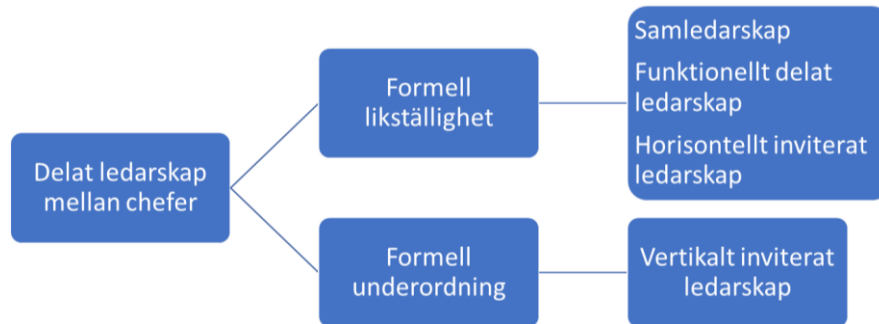 Delat ledarskap
mellan chefer
Formell
likställighet
Samledarskap
Funktionellt delat
ledarskap
Horisontellt inviterat
ledarskap
Formell
underordning
Vertikalt inviterat
ledarskap